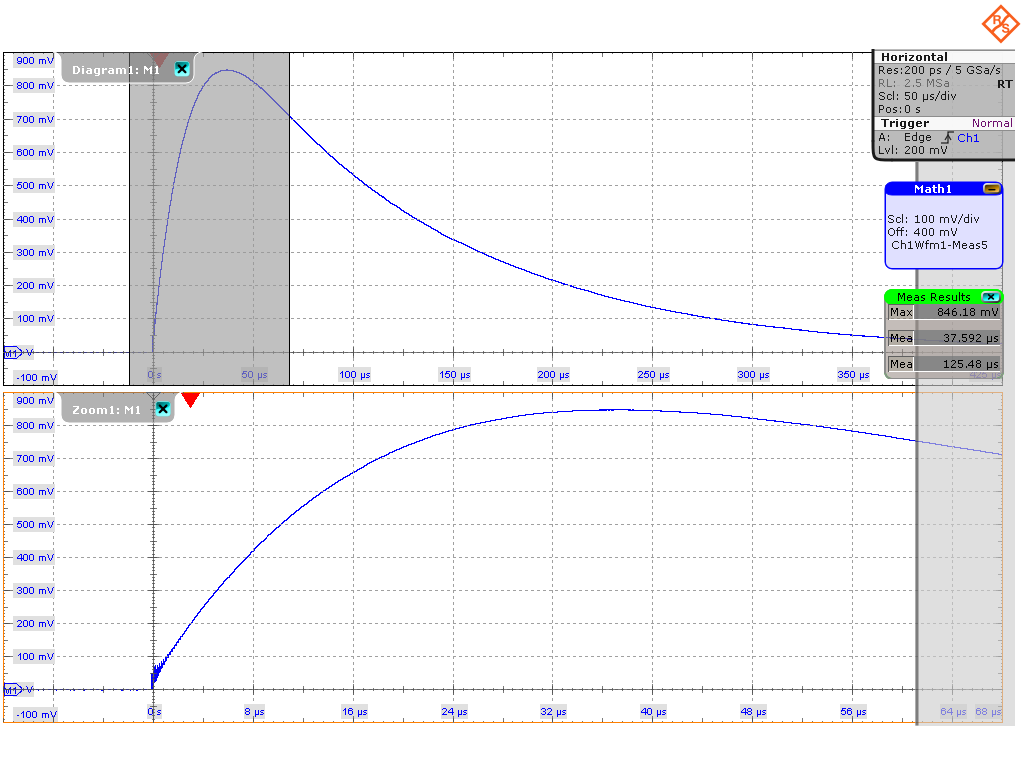 R&S
Diagram1: M1
900 mV
800 mV
700 mV
600 mV
500 mV
400 mV
300 mV
200 mV
100 mV
M1
-100 mV
0 s
50 µs
100 µs
150 µs
200 µs
250 µs
300 µs
350 µs
425 µs
Horizontal
Res:200 ps / 5 GSa/s
RL: 2.5 MSa
RT
Scl: 50 µs/div
Pos:0 s
Trigger Normal
A: Edge Ch1
Lvl: 200 mV
Math1
Scl: 100 mV/div
Off: 400 mV
Ch1Wfm1-Meas5
Meas Results
Max 846.18 mV
Mea 37.592 µs
Mea 125.48 µs
Zoom1: M1
900 mV
800 mV
700 mV
600 mV
500 mV
400 mV
300 mV
200 mV
100 mV
M1
-100 mV
0 s
8 µs
16 µs
24 µs
32 µs
40 µs
48 µs
56 µs
64 µs
68 µs